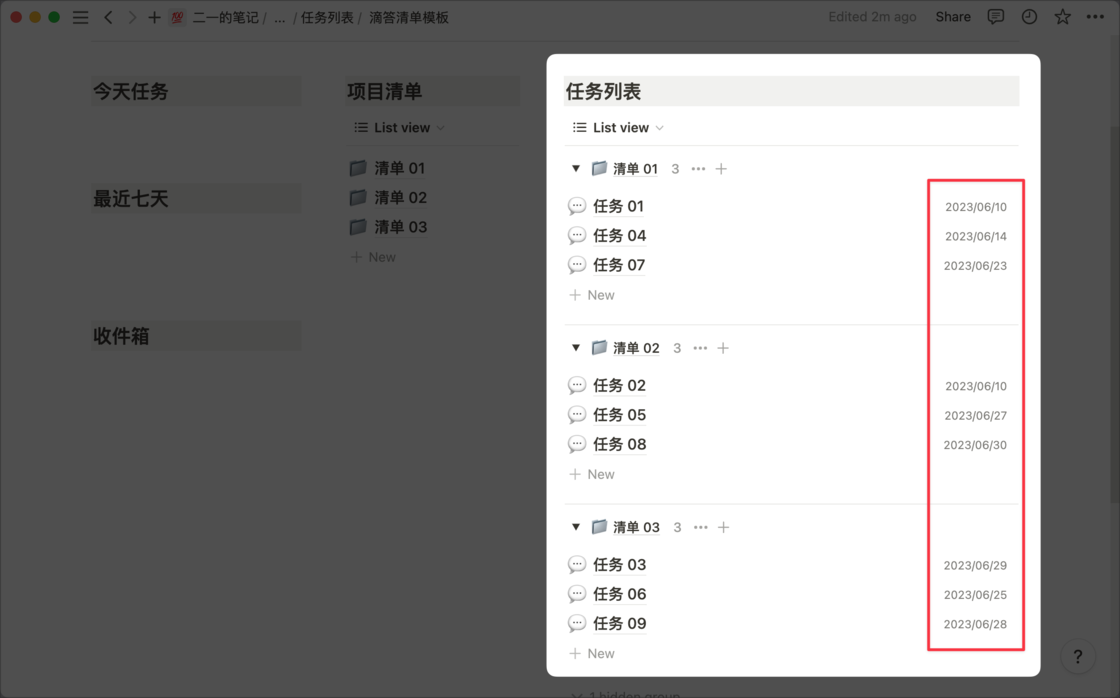 二一的笔记 / ... / 任务列表 / 滴答清单模板
Edited 2m ago Share
今天任务
最近七天
收件箱
项目清单
List view
清单 01
清单 02
清单 03
New
任务列表
List view
清单 01 3
任务 01 2023/06/10
任务 04 2023/06/14
任务 07 2023/06/23
New
清单 02 3
任务 02 2023/06/10
任务 05 2023/06/27
任务 08 2023/06/30
New
清单 03 3
任务 03 2023/06/29
任务 06 2023/06/25
任务 09 2023/06/28
New
1 hidden group
?